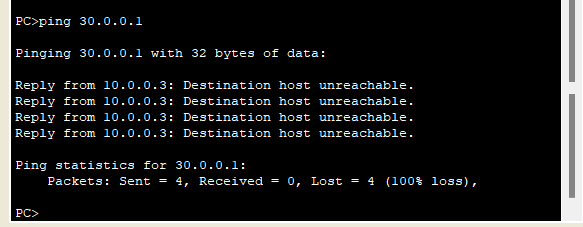 PC>ping 30.0.0.1
Pinging 30.0.0.1 with 32 bytes of data:
Reply from 10.0.0.3: Destination host unreachable.
Reply from 10.0.0.3: Destination host unreachable.
Reply from 10.0.0.3: Destination host unreachable.
Reply from 10.0.0.3: Destination host unreachable.
Ping statistics for 30.0.0.1:
    Packets: Sent = 4, Received = 0, Lost = 4 (100% loss),
PC>